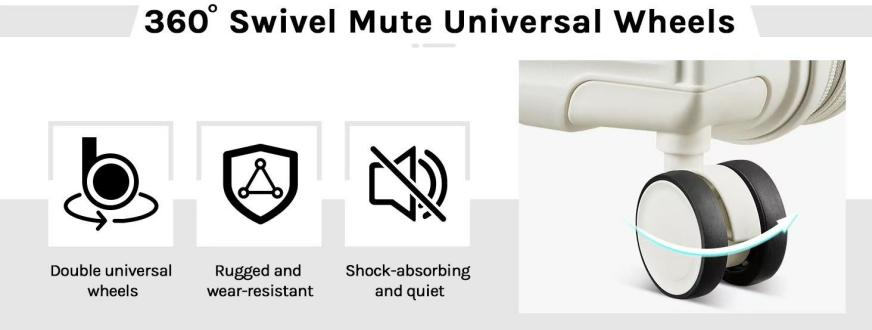 360° Swivel Mute Universal Wheels
Double universal
wheels
Rugged and
wear-resistant
Shock-absorbing
and quiet